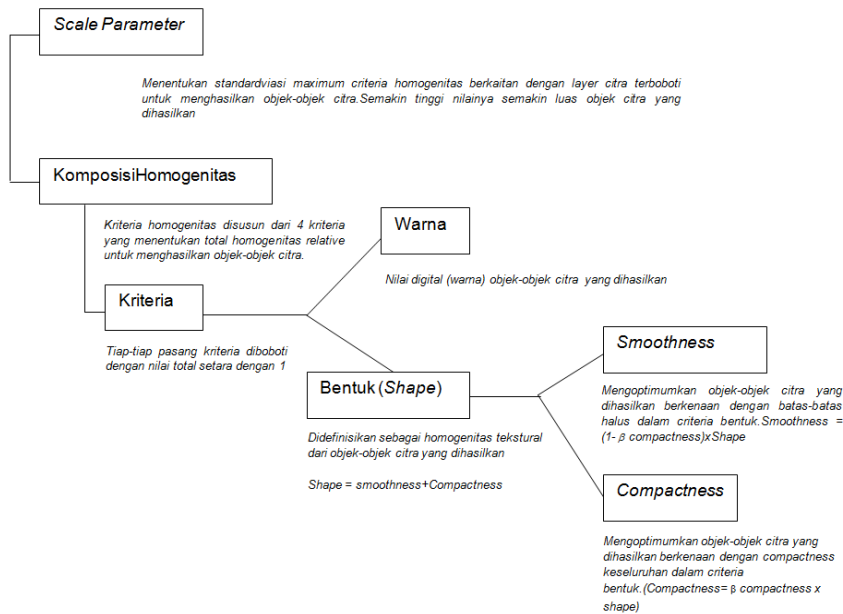 Scale Parameter
Menentukan standardviasi maximum criteria homogenitas berkaitan dengan layer citra terboboti
untuk menghasilkan objek-objek citra.Semakin tinggi nilainya semakin luas objek citra yang
dihasilkan
KomposisiHomogenitas
Kriteria homogenitas disusun dari 4 kriteria
yang menentukan total homogenitas relative
untuk menghasilkan objek-objek citra.
Warna
Nilai digital (warna) objek-objek citra yang dihasilkan
Kriteria
Tiap-tiap pasang kriteria diboboti
dengan nilai total setara dengan 1
Bentuk (Shape)
Didefinisikan sebagai homogenitas tekstural
dari objek-objek citra yang dihasilkan
Shape = smoothness+Compactness
Smoothness
Mengoptimumkan objek-objek citra yang
dihasilkan berkenaan dengan batas-batas
halus dalam criteria bentuk.Smoothness =
(1- β compactness)xShape
Compactness
Mengoptimumkan objek-objek citra yang
dihasilkan berkenaan dengan compactness
keseluruhan dalam criteria
bentuk.(Compactness= β compactness x
shape)